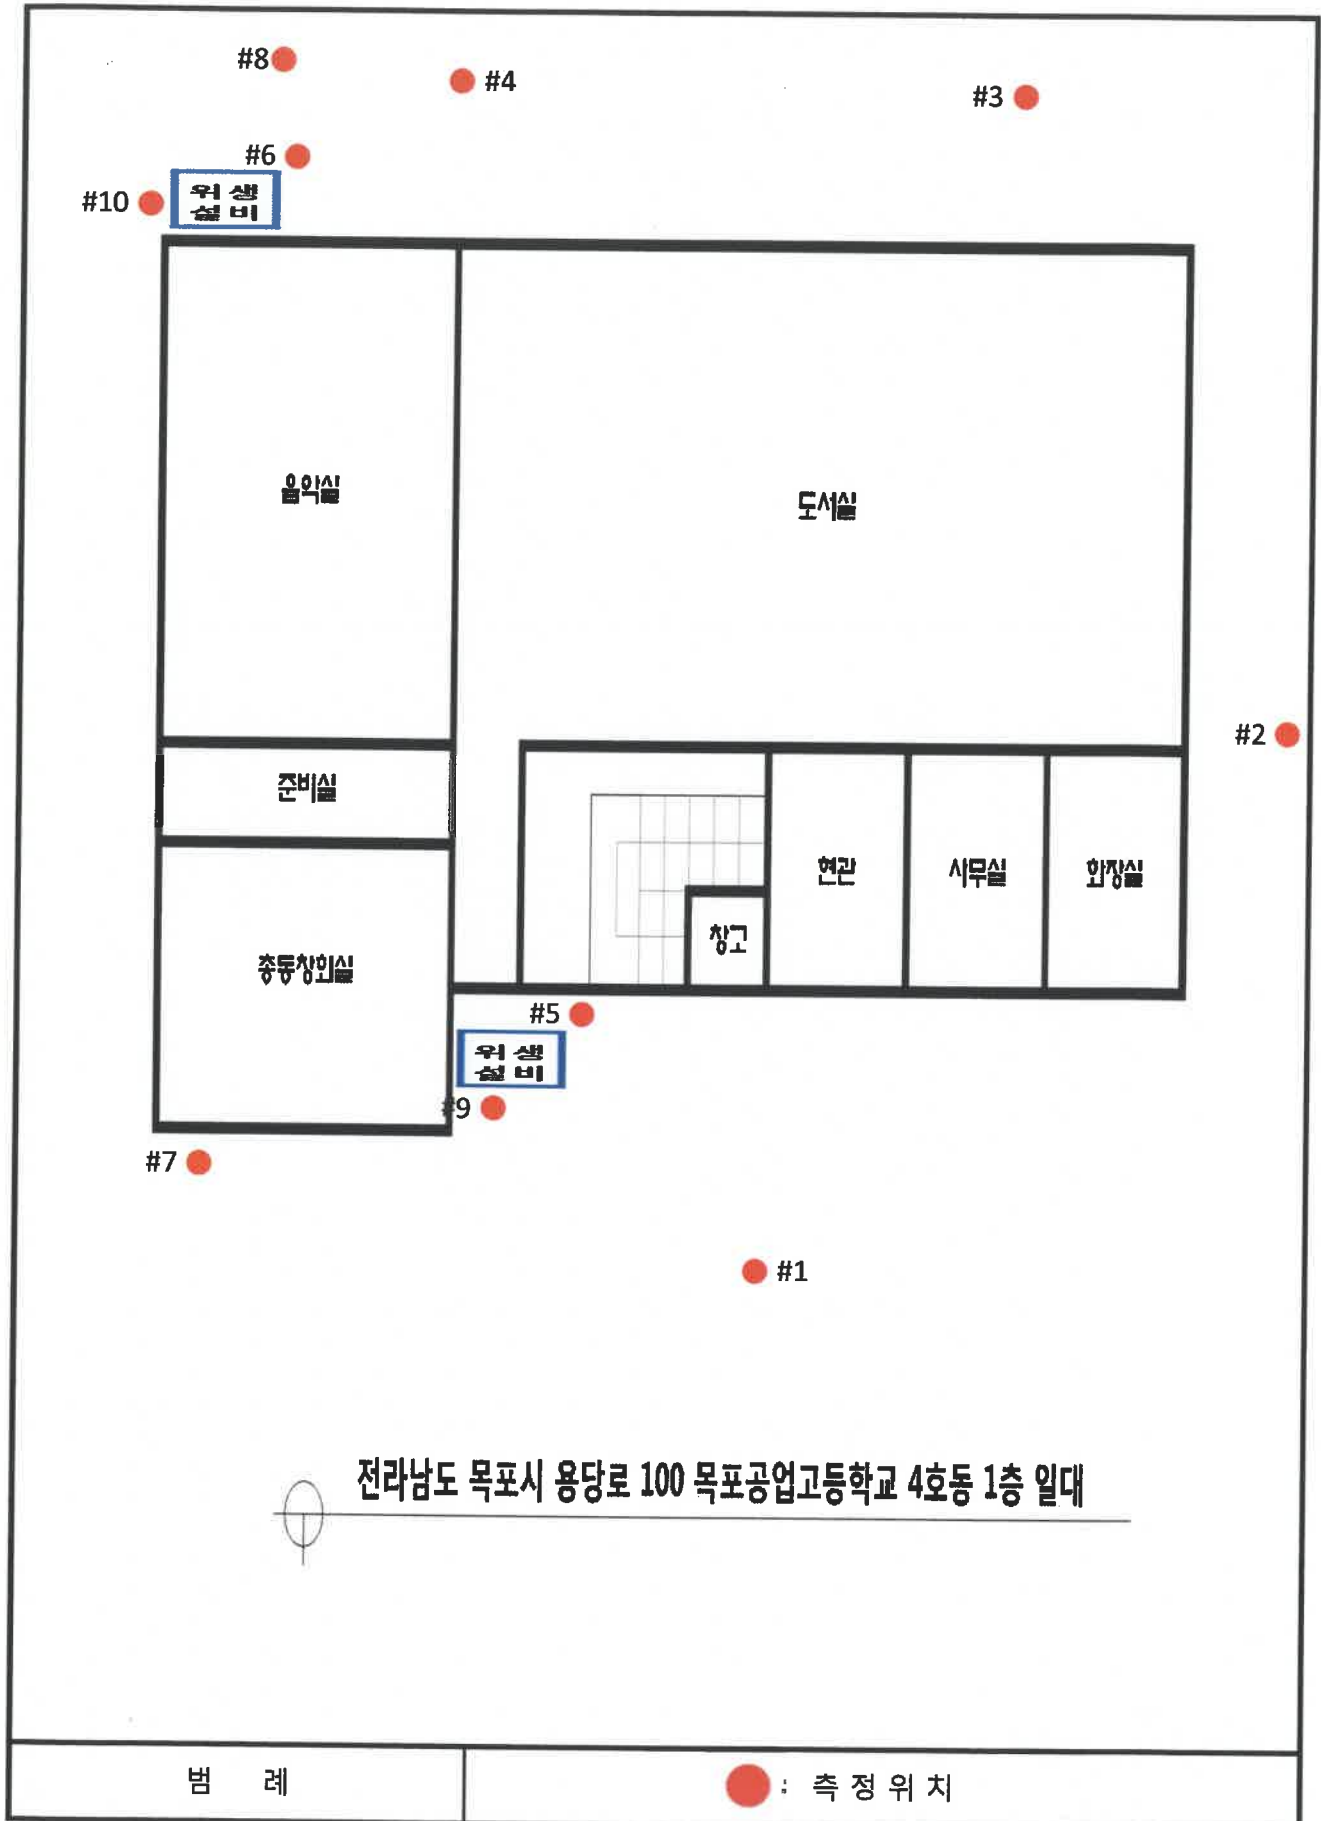 #8
#4
#3
#6
#10
위생
설비
음악실
도서실
#2
준비실
현관
사무실
화장실
창고
총동창회실
#5
위생
설비
#9
#7
#1
전라남도 목포시 용당로 100 목포공업고등학교 4호동 1층 일대
범 례
: 측정위치